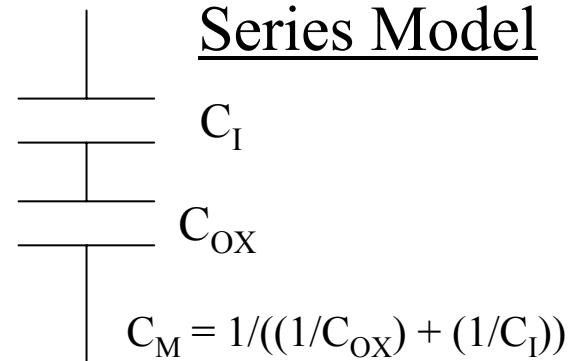 Series Model
C_I
C_OX
C_M = 1/((1/C_OX) + (1/C_I))